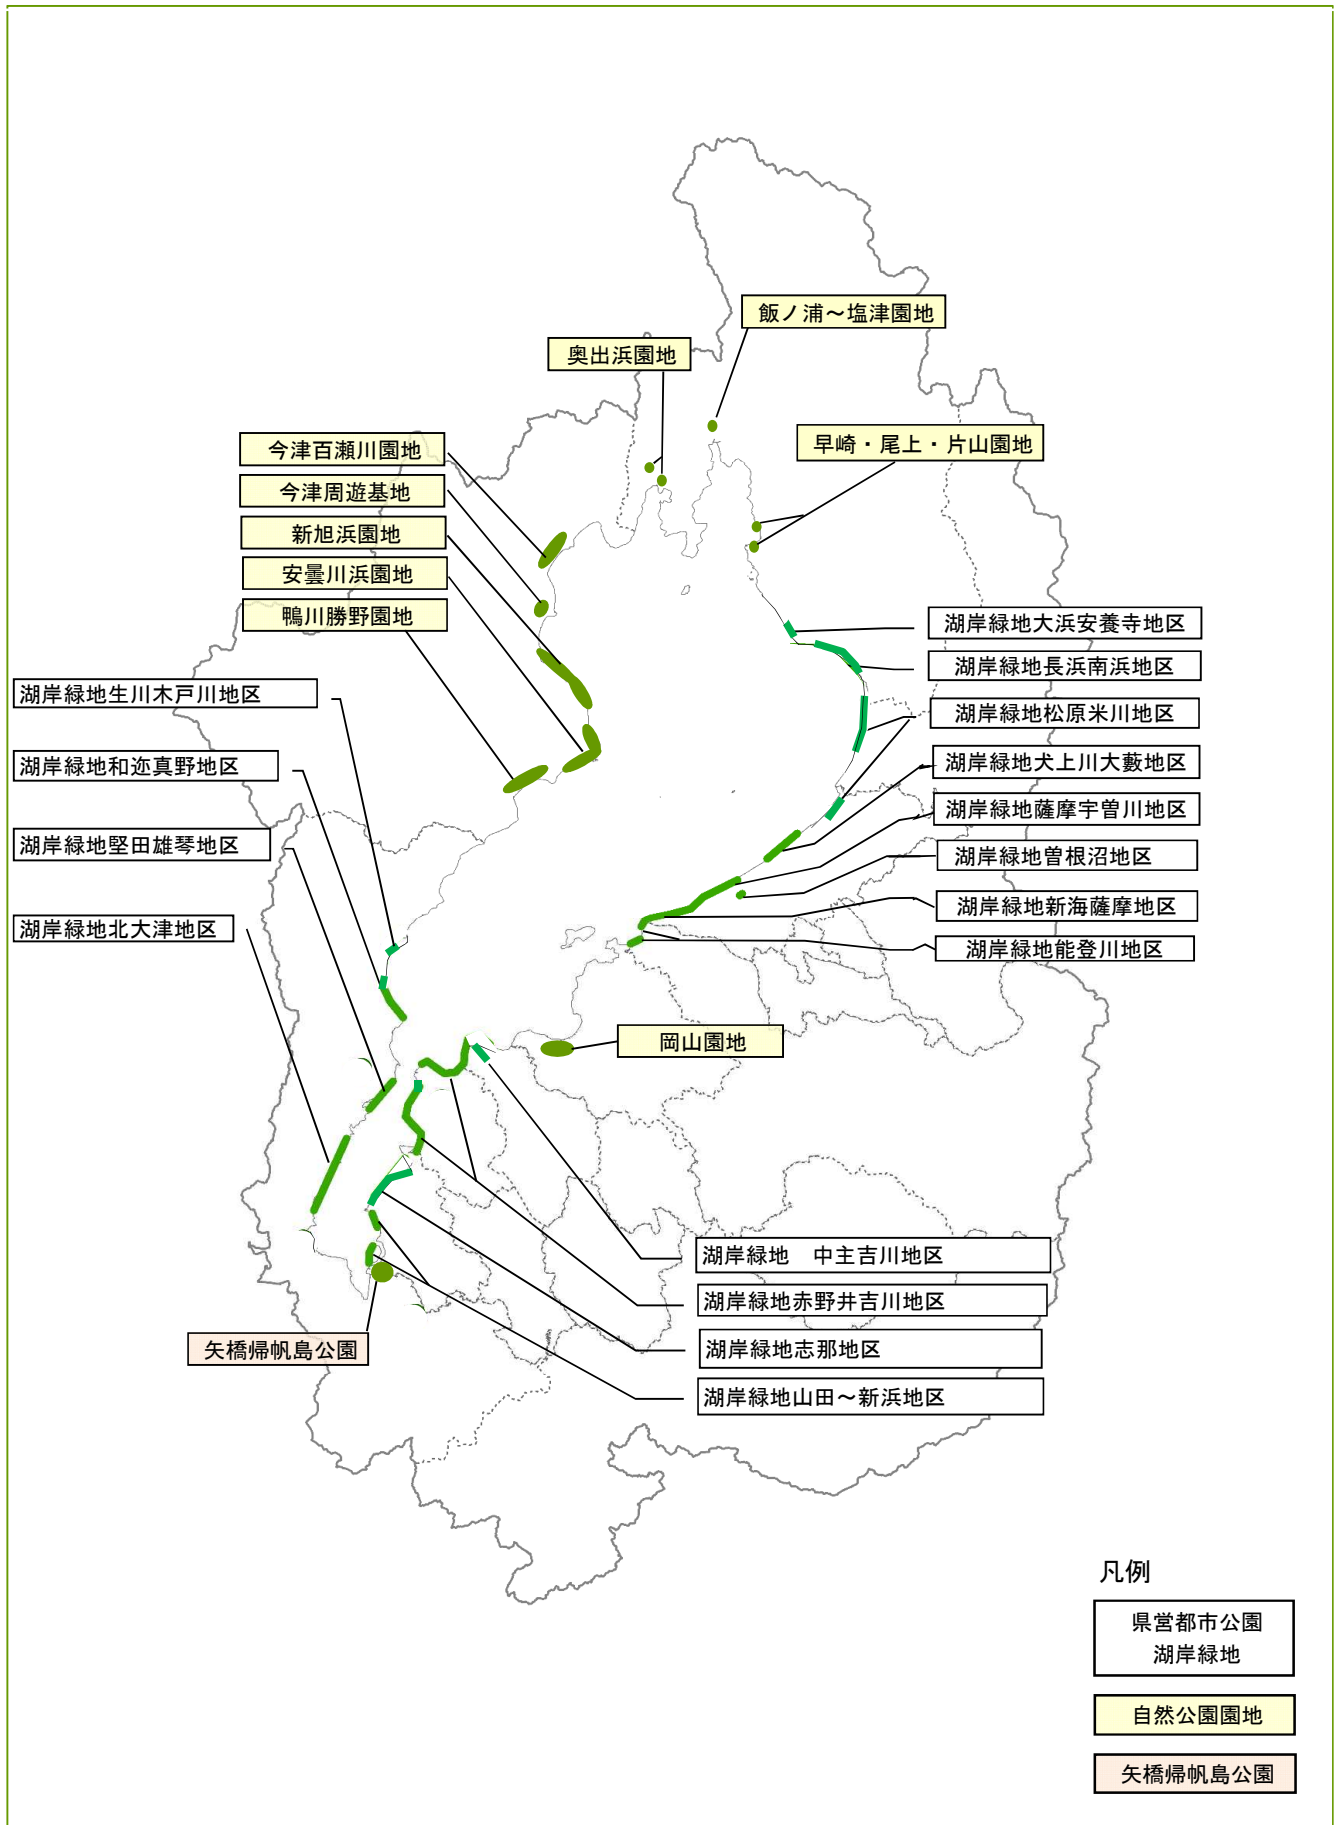 飯ノ浦～塩津園地
奥出浜園地
早崎・尾上・片山園地
今津百瀬川園地
今津周遊基地
新旭浜園地
安曇川浜園地
鴨川勝野園地
湖岸緑地大浜安養寺地区
湖岸緑地長浜南浜地区
湖岸緑地松原米川地区
湖岸緑地犬上川大藪地区
湖岸緑地薩摩宇曽川地区
湖岸緑地曽根沼地区
湖岸緑地新海薩摩地区
湖岸緑地能登川地区
湖岸緑地生川木戸川地区
湖岸緑地和迩真野地区
湖岸緑地堅田雄琴地区
湖岸緑地北大津地区
岡山園地
湖岸緑地　中主吉川地区
湖岸緑地赤野井吉川地区
湖岸緑地志那地区
湖岸緑地山田～新浜地区
矢橋帰帆島公園
凡例
県営都市公園
湖岸緑地
自然公園園地
矢橋帰帆島公園